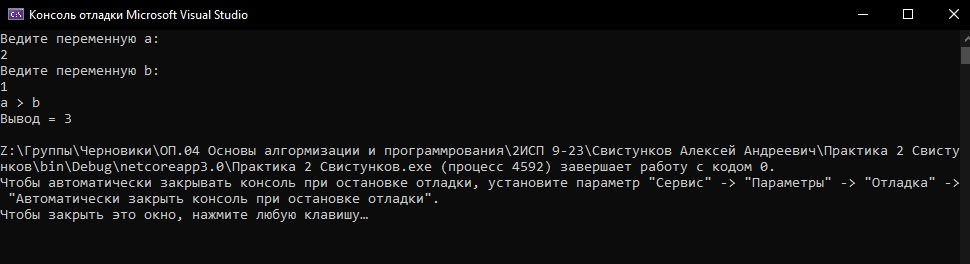 Консоль отладки Microsoft Visual Studio
Ведите переменную a:
2
Ведите переменную b:
1
a > b
Вывод = 3
Z:\Группы\Черновики\ОП.04 Основы алгормизации и программрования\2ИСП 9-23\Свистунков Алексей Андреевич\Практика 2 Свисту
нков\bin\Debug\netcoreapp3.0\Практика 2 Свистунков.exe (процесс 4592) завершает работу с кодом 0.
Чтобы автоматически закрывать консоль при остановке отладки, установите параметр "Сервис" -> "Параметры" -> "Отладка" ->
"Автоматически закрыть консоль при остановке отладки".
Чтобы закрыть это окно, нажмите любую клавишу…